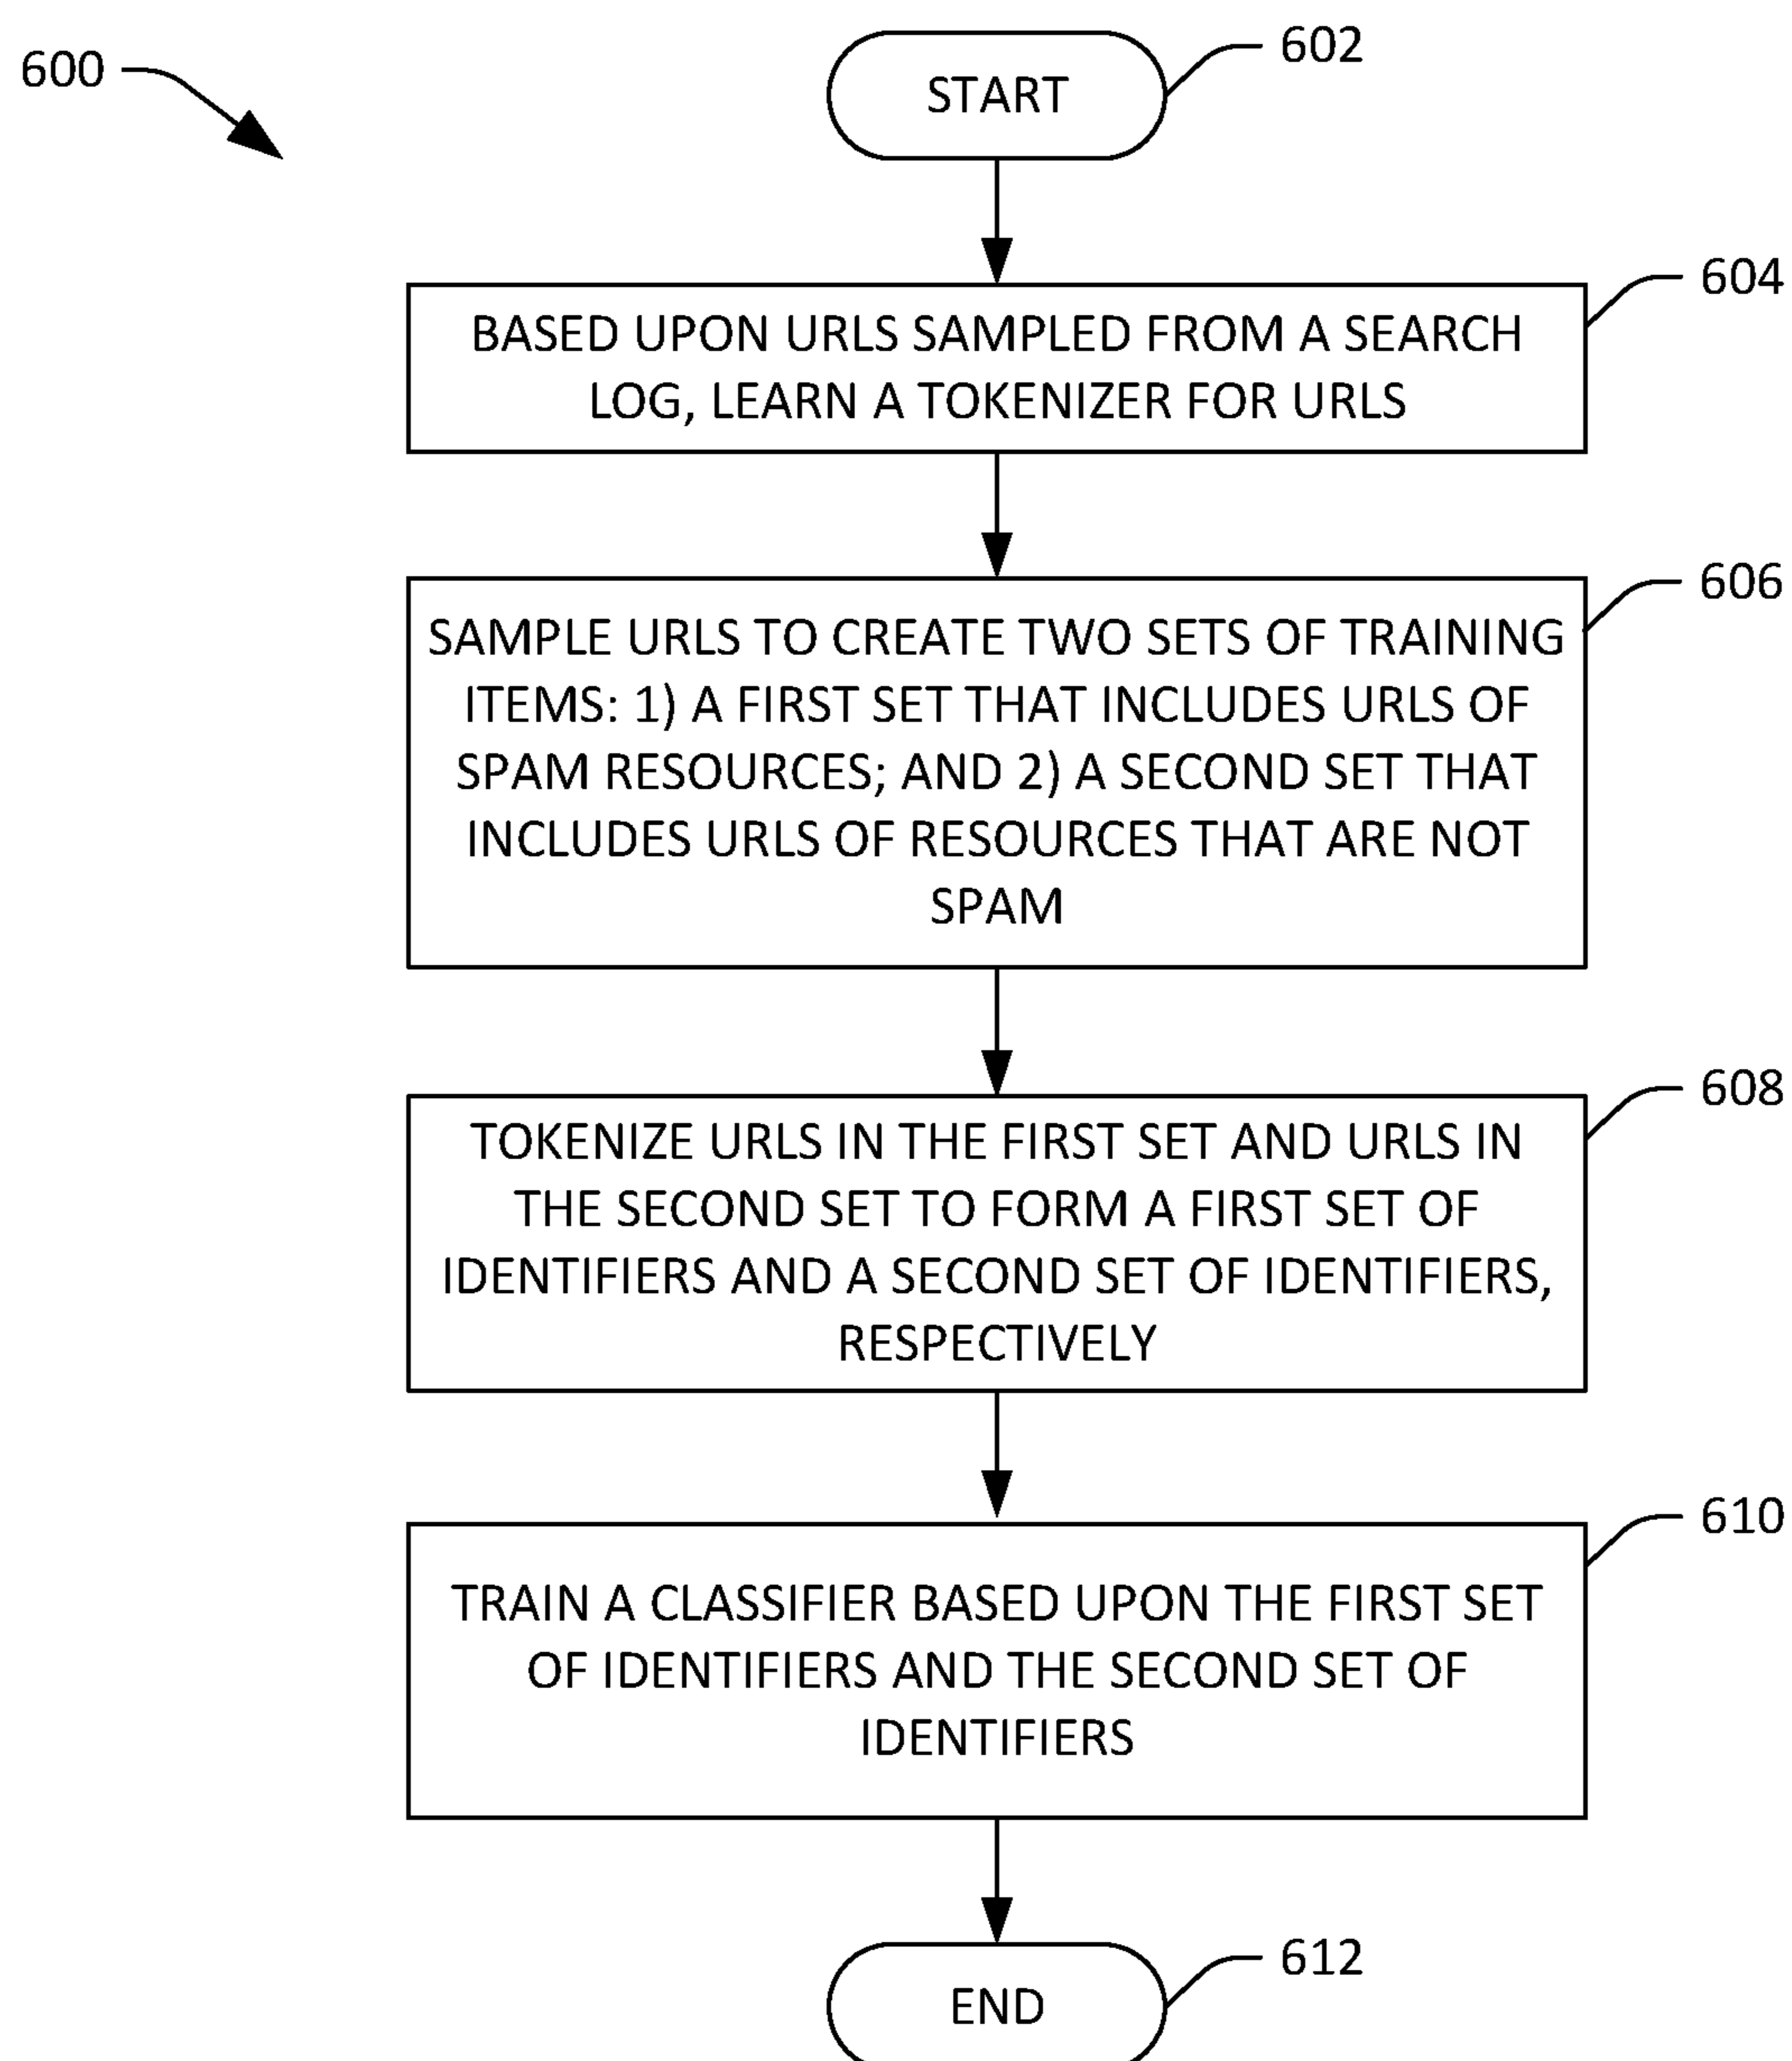 600
START
602
604
BASED UPON URLS SAMPLED FROM A SEARCH
LOG, LEARN A TOKENIZER FOR URLS
606
SAMPLE URLS TO CREATE TWO SETS OF TRAINING
ITEMS: 1) A FIRST SET THAT INCLUDES URLS OF
SPAM RESOURCES; AND 2) A SECOND SET THAT
INCLUDES URLS OF RESOURCES THAT ARE NOT
SPAM
608
TOKENIZE URLS IN THE FIRST SET AND URLS IN
THE SECOND SET TO FORM A FIRST SET OF
IDENTIFIERS AND A SECOND SET OF IDENTIFIERS,
RESPECTIVELY
610
TRAIN A CLASSIFIER BASED UPON THE FIRST SET
OF IDENTIFIERS AND THE SECOND SET OF
IDENTIFIERS
612
END